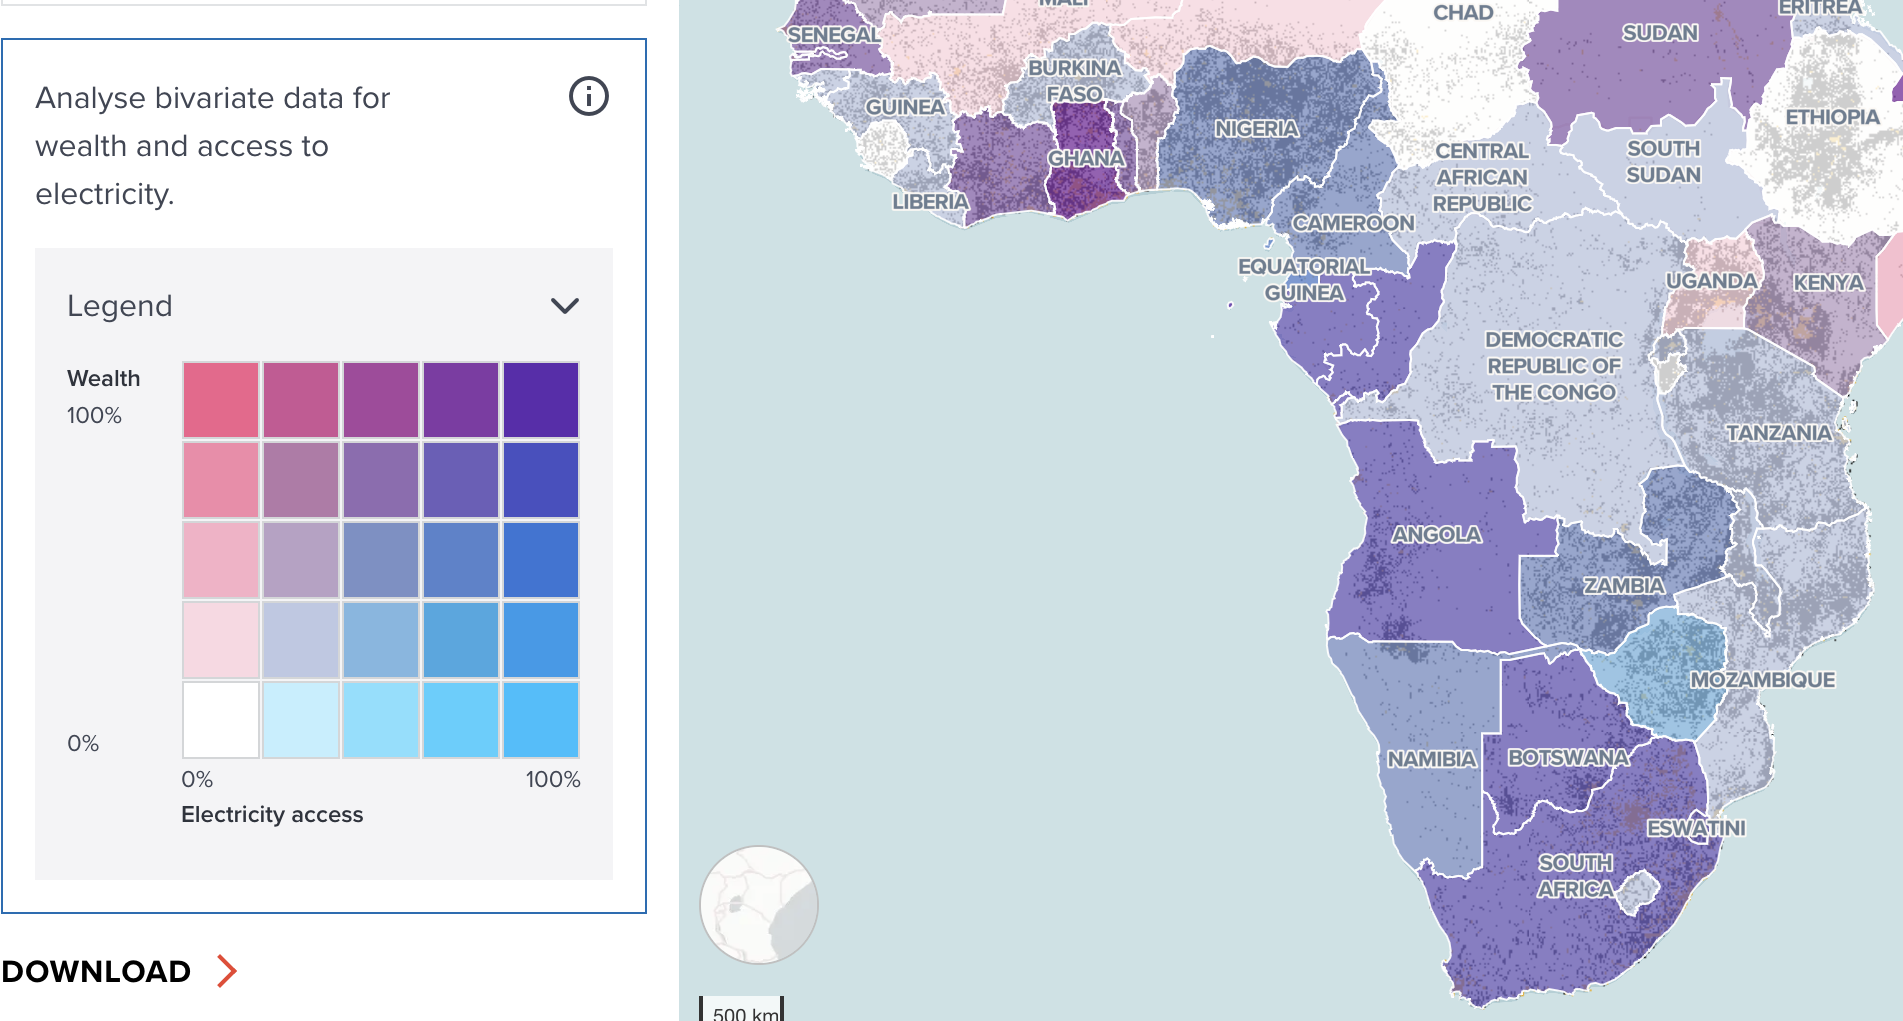 Analyse bivariate data for
wealth and access to
electricity.
Legend
Wealth
100%
0%
0%
100%
Electricity access
DOWNLOAD
500 km
MALI
CHAD
ERITREA
SENEGAL
SUDAN
BURKINA
FASO
GUINEA
NIGERIA
ETHIOPIA
GHANA
CENTRAL
AFRICAN
REPUBLIC
SOUTH
SUDAN
LIBERIA
CAMEROON
EQUATORIAL
GUINEA
UGANDA
KENYA
DEMOCRATIC
REPUBLIC OF
THE CONGO
TANZANIA
ANGOLA
ZAMBIA
MOZAMBIQUE
NAMIBIA
BOTSWANA
ESWATINI
SOUTH
AFRICA